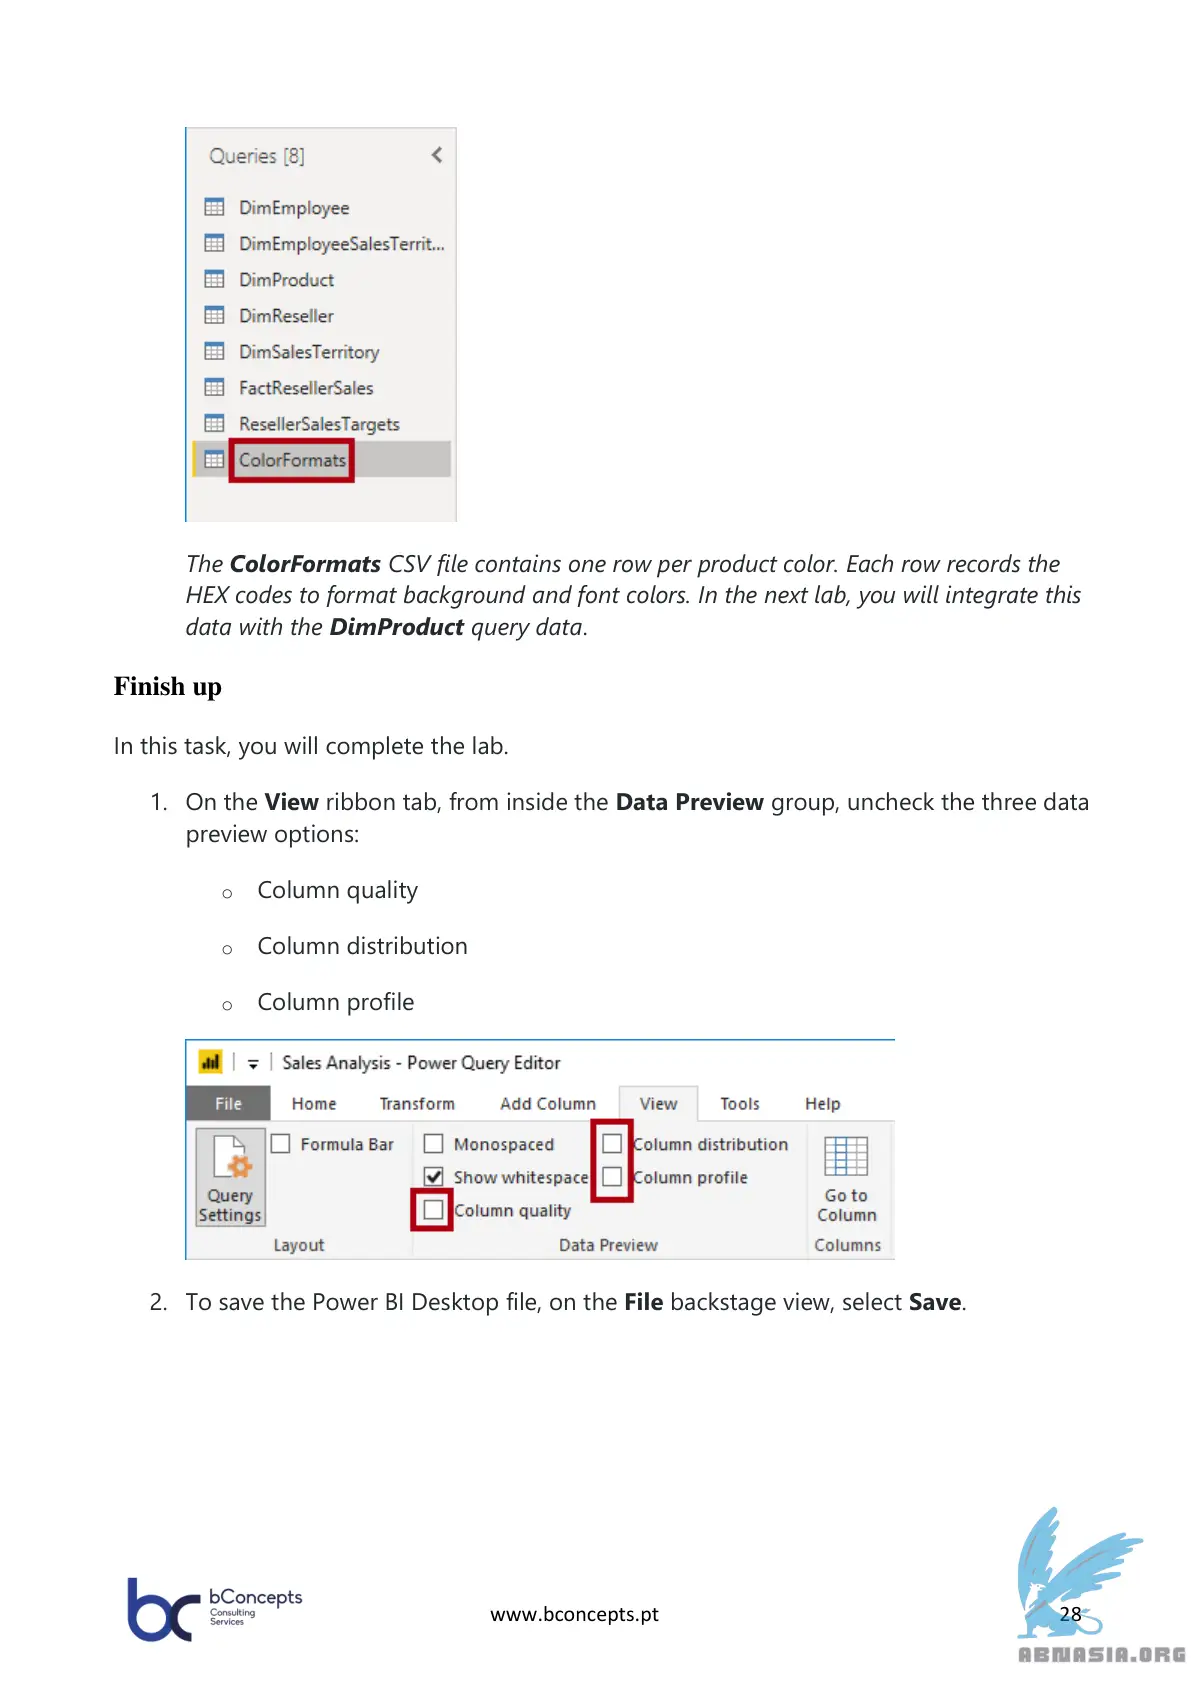 Queries [8]
DimEmployee
DimEmployeeSalesTerrit...
DimProduct
DimReseller
DimSalesTerritory
FactResellerSales
ResellerSalesTargets
ColorFormats
The ColorFormats CSV file contains one row per product color. Each row records the
HEX codes to format background and font colors. In the next lab, you will integrate this
data with the DimProduct query data.
Finish up
In this task, you will complete the lab.
1. On the View ribbon tab, from inside the Data Preview group, uncheck the three data
preview options:
o Column quality
o Column distribution
o Column profile
Sales Analysis - Power Query Editor
File Home Transform Add Column View Tools Help
Formula Bar Monospaced Column distribution
Show whitespace Column profile
Query Settings Column quality Go to Column
Layout Data Preview Columns
2. To save the Power BI Desktop file, on the File backstage view, select Save.
bc bConcepts
Consulting
Services
www.bconcepts.pt
28
ABNASIA.ORG